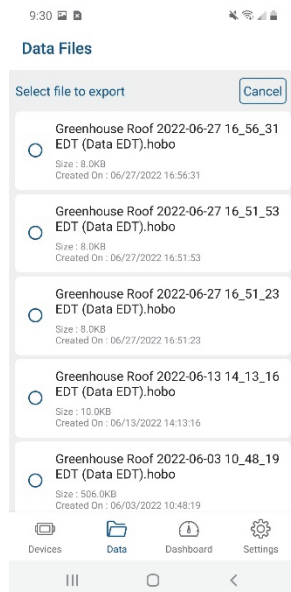 9:30
Data Files
Select file to export
Cancel
Greenhouse Roof 2022-06-27 16_56_31
EDT (Data EDT).hobo
Size : 8.0KB
Created On : 06/27/2022 16:56:31
Greenhouse Roof 2022-06-27 16_51_53
EDT (Data EDT).hobo
Size : 8.0KB
Created On : 06/27/2022 16:51:53
Greenhouse Roof 2022-06-27 16_51_23
EDT (Data EDT).hobo
Size : 8.0KB
Created On : 06/27/2022 16:51:23
Greenhouse Roof 2022-06-13 14_13_16
EDT (Data EDT).hobo
Size : 10.0KB
Created On : 06/13/2022 14:13:16
Greenhouse Roof 2022-06-03 10_48_19
EDT (Data EDT).hobo
Size : 506.0KB
Created On : 06/03/2022 10:48:19
Devices
Data
Dashboard
Settings